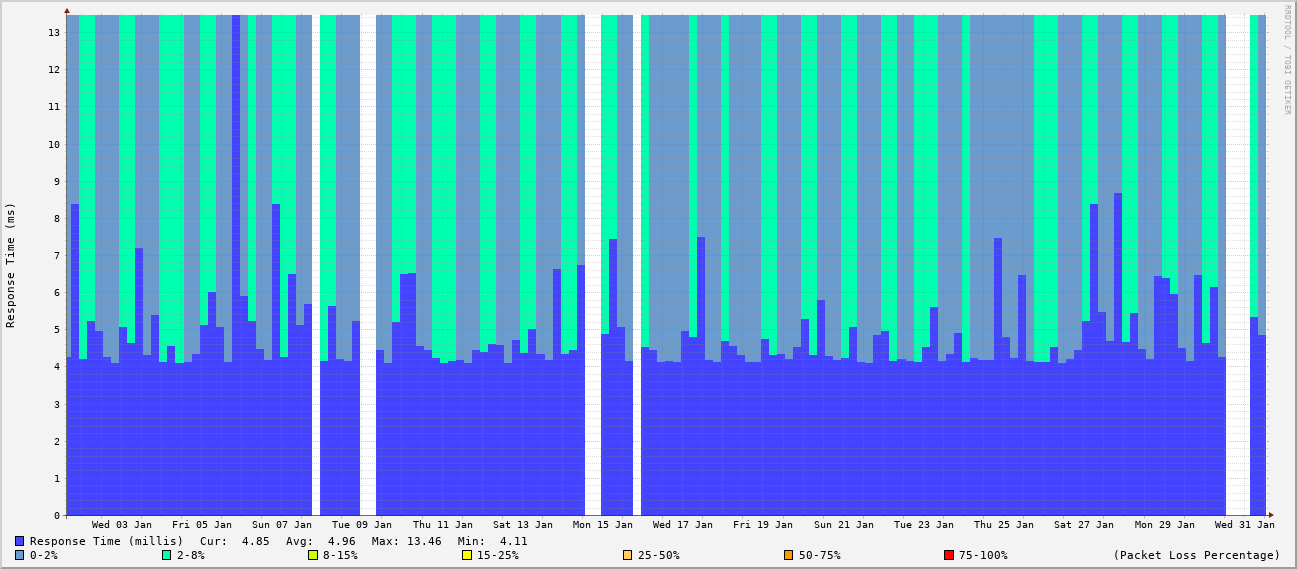 RRDTOOL / TOBI OETIKER
Response Time (ms)
13
12
11
10
9
8
7
6
5
4
3
2
1
0
Wed 03 Jan Fri 05 Jan Sun 07 Jan Tue 09 Jan Thu 11 Jan Sat 13 Jan Mon 15 Jan Wed 17 Jan Fri 19 Jan Sun 21 Jan Tue 23 Jan Thu 25 Jan Sat 27 Jan Mon 29 Jan Wed 31 Jan
Response Time (millis) Cur: 4.85 Avg: 4.96 Max: 13.46 Min: 4.11
0-2% 2-8% 8-15% 15-25% 25-50% 50-75% 75-100% (Packet Loss Percentage)